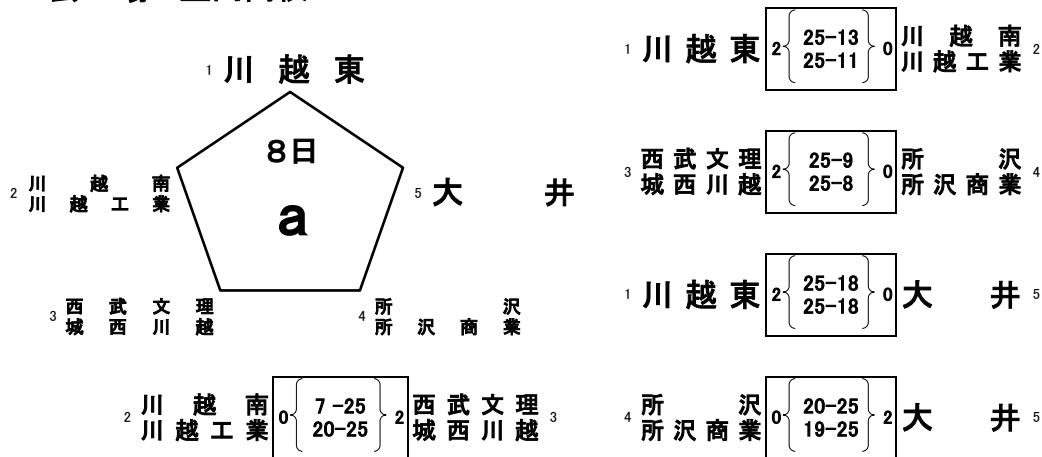 1 川越東
8日
a
2 川越南
川越工業
5 大井
3 西武文理
城西川越
4 所沢
所沢商業
1 川越東 2 25-13 0 川越南 2
25-11 川越工業
3 西武文理 2 25-9 0 所沢 4
城西川越 25-8 所沢商業
1 川越東 2 25-18 0 大井 5
25-18
2 川越南 0 7-25 2 西武文理 3
川越工業 20-25 城西川越
4 所沢 0 20-25 2 大井 5
所沢商業 19-25